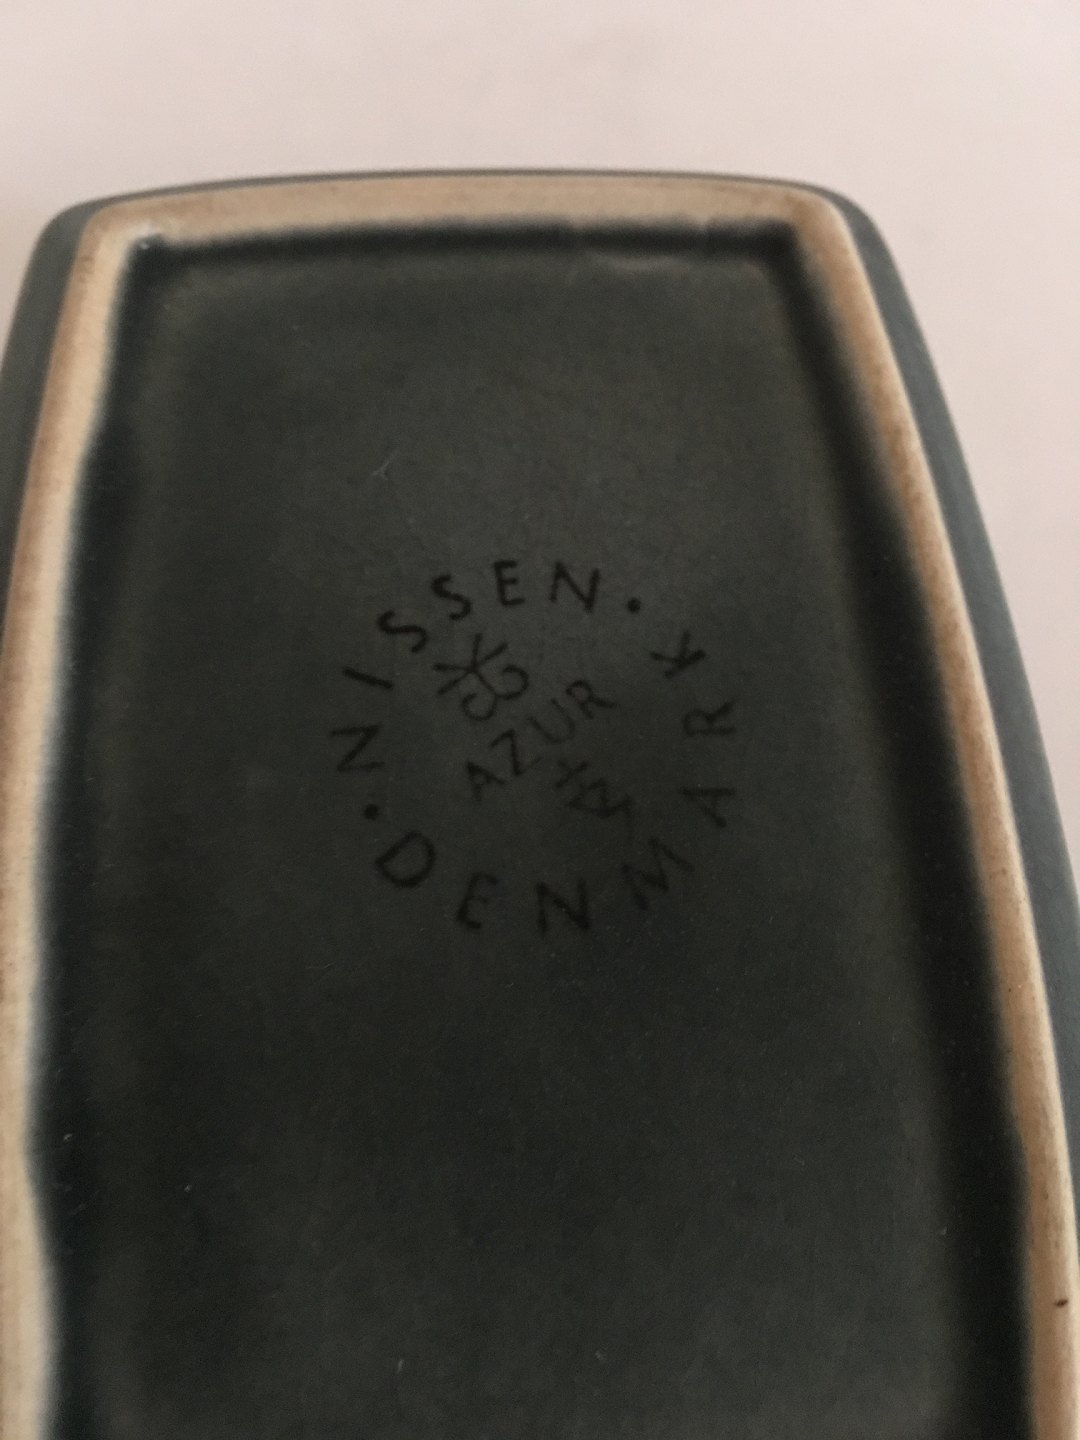 NISSEN.
AZUR
.DENMARK